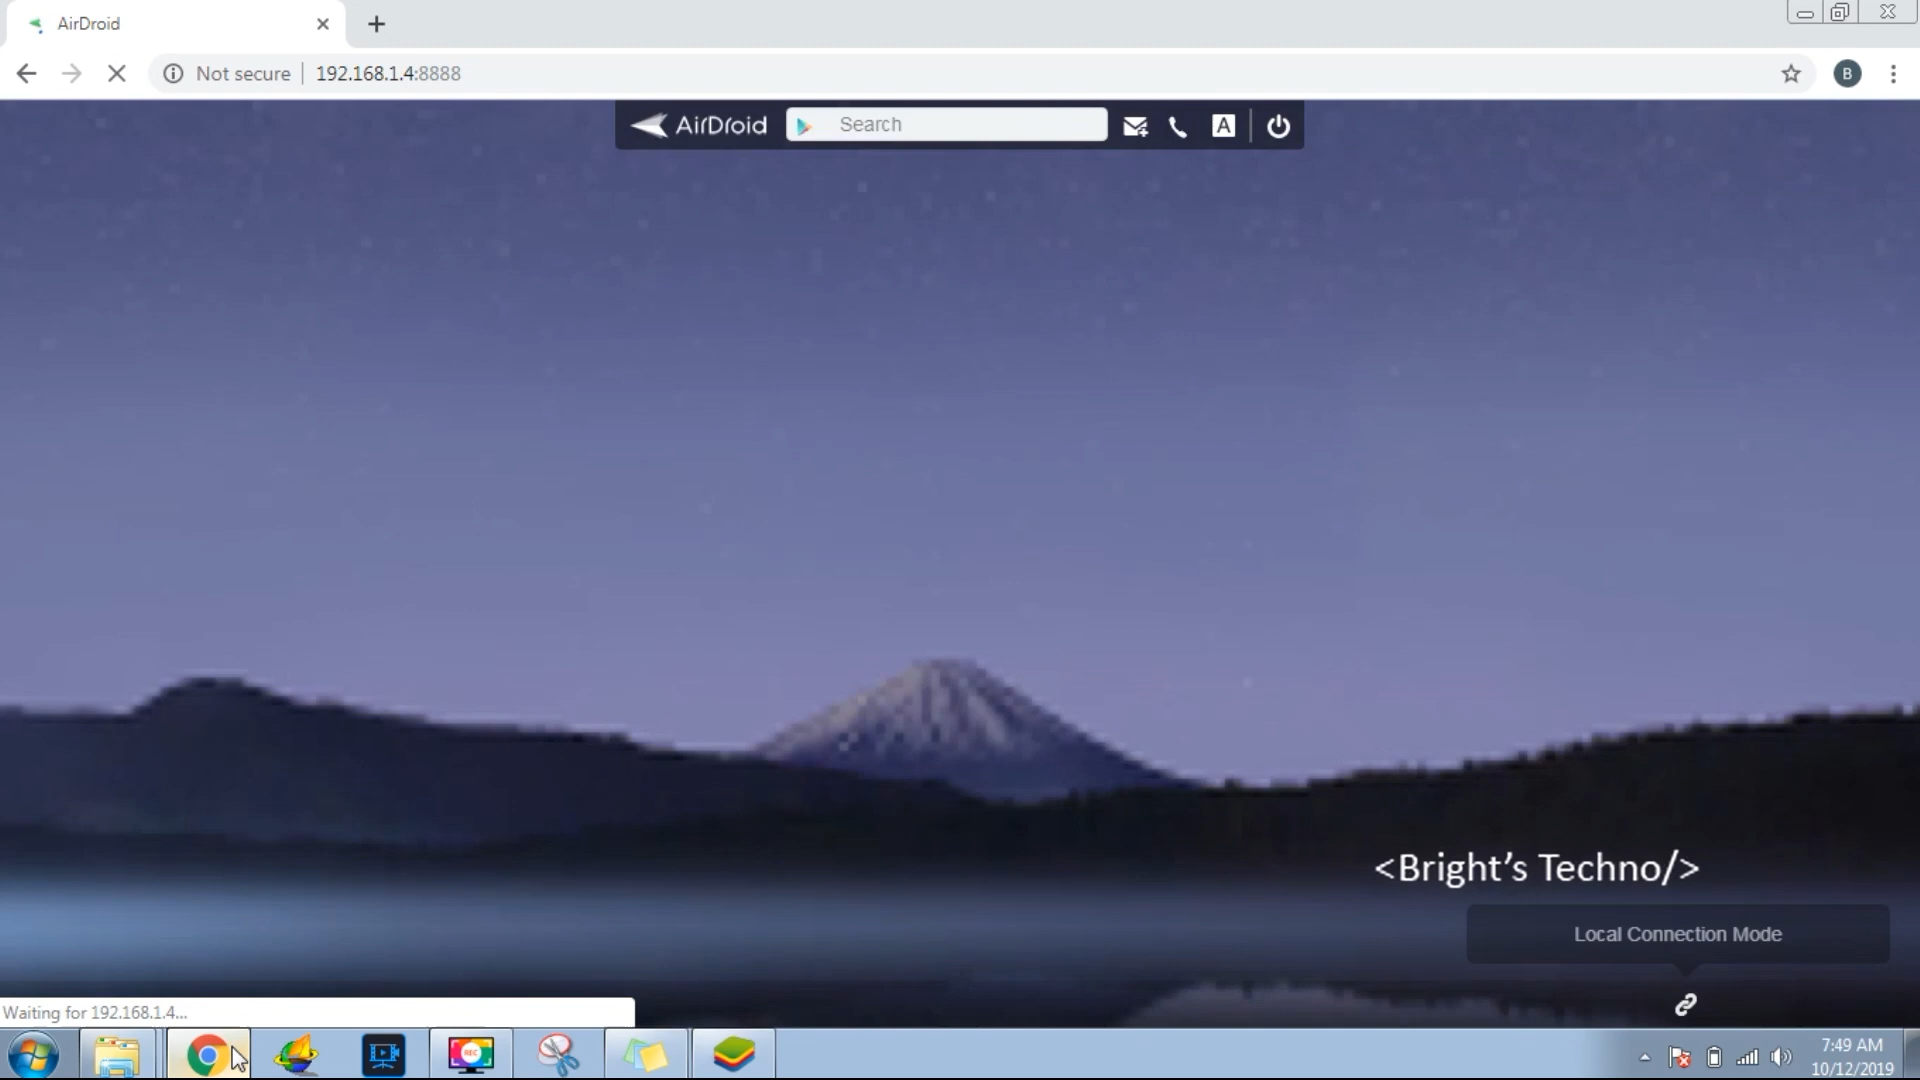 AirDroid
Not secure
192.168.1.4:8888
B
AirDroid
Search
A
<Bright's Techno/>
Local Connection Mode
Waiting for 192.168.1.4...
REC
7:49 AM
10/12/2019